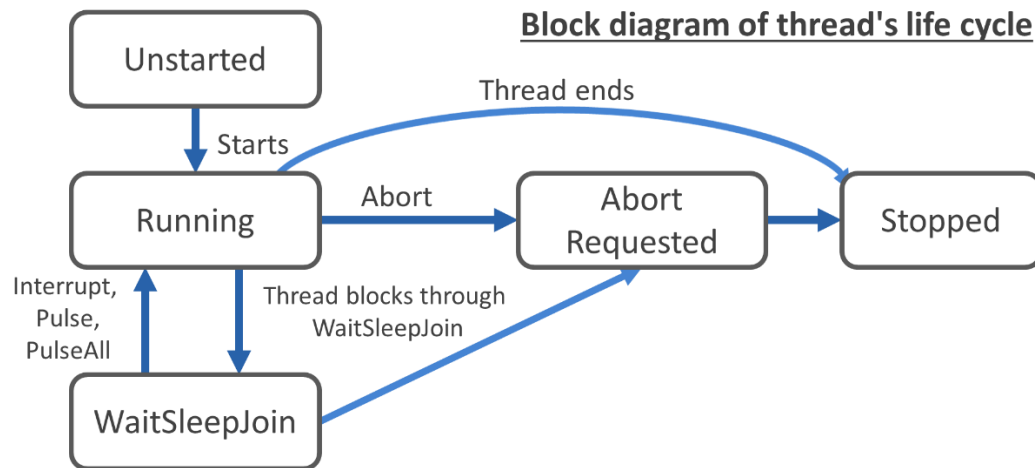 Block diagram of thread's life cycle
Unstarted
Starts
Thread ends
Running
Abort
Abort
Requested
Stopped
Interrupt,
Pulse,
PulseAll
Thread blocks through
WaitSleepJoin
WaitSleepJoin